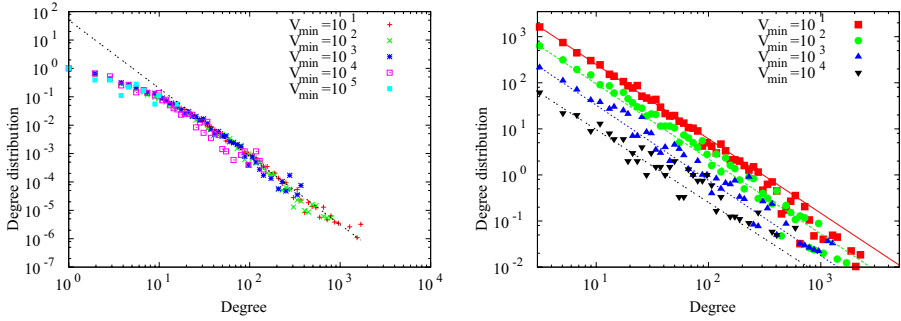 10^2
10^1
10^0
10^-1
10^-2
10^-3
10^-4
10^-5
10^-6
10^-7
Degree distribution
10^0
10^1
10^2
10^3
10^4
Degree
V_min=10^1
V_min=10^2
V_min=10^3
V_min=10^4
V_min=10^5
10^3
10^2
10^1
10^0
10^-1
10^-2
Degree distribution
10^1
10^2
10^3
Degree
V_min=10^1
V_min=10^2
V_min=10^3
V_min=10^4